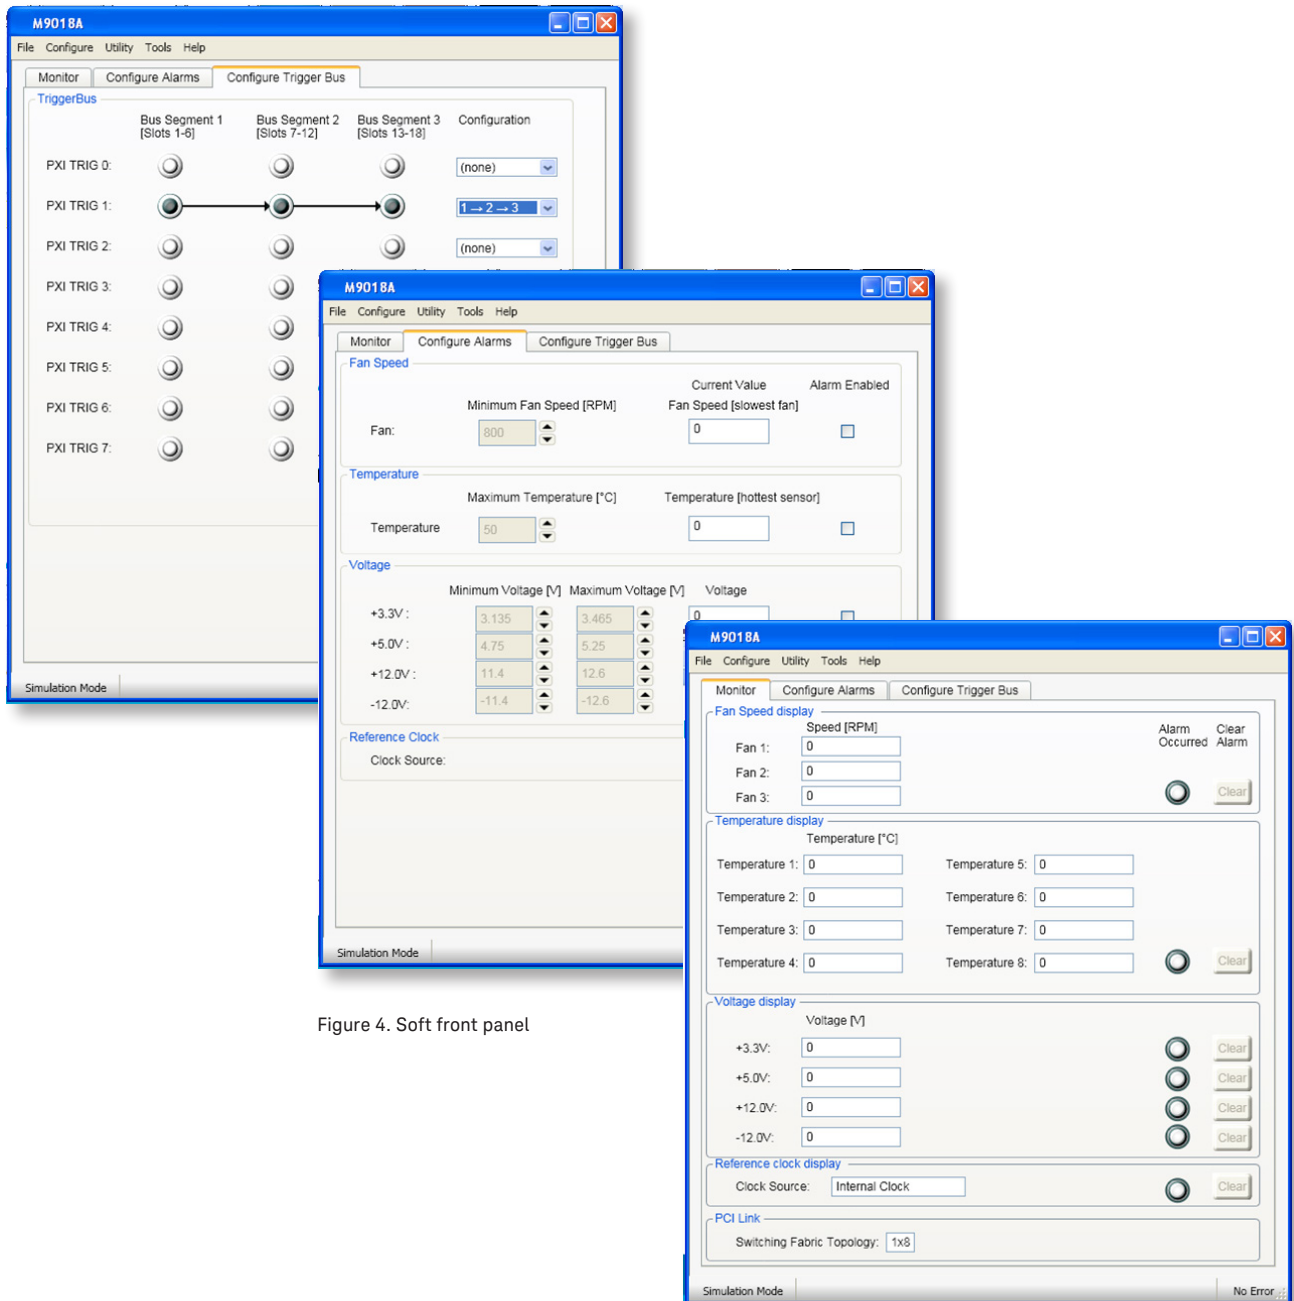 M9018A
File Configure Utility Tools Help
Monitor Configure Alarms Configure Trigger Bus
TriggerBus
Bus Segment 1 Bus Segment 2 Bus Segment 3 Configuration
[Slots 1-6] [Slots 7-12] [Slots 13-18]
PXI TRIG 0: (none)
PXI TRIG 1: 1→2→3
PXI TRIG 2: (none)
PXI TRIG 3:
PXI TRIG 4:
PXI TRIG 5:
PXI TRIG 6:
PXI TRIG 7:
Simulation Mode
M9018A
File Configure Utility Tools Help
Monitor Configure Alarms Configure Trigger Bus
Fan Speed
Current Value Alarm Enabled
Minimum Fan Speed [RPM] Fan Speed [slowest fan]
Fan: 800 0
Temperature
Maximum Temperature [°C] Temperature [hottest sensor]
Temperature 50 0
Voltage
Minimum Voltage [V] Maximum Voltage [V] Voltage
+3.3V : 3.135 3.465 0
+5.0V : 4.75 5.25
+12.0V : 11.4 12.6
-12.0V: -11.4 -12.6
Reference Clock
Clock Source:
Simulation Mode
Figure 4. Soft front panel
M9018A
File Configure Utility Tools Help
Monitor Configure Alarms Configure Trigger Bus
Fan Speed display
Speed [RPM] Alarm Clear
Occurred Alarm
Fan 1: 0
Fan 2: 0
Fan 3: 0 Clear
Temperature display
Temperature [°C]
Temperature 1: 0 Temperature 5: 0
Temperature 2: 0 Temperature 6: 0
Temperature 3: 0 Temperature 7: 0
Temperature 4: 0 Temperature 8: 0 Clear
Voltage display
Voltage [V]
+3.3V: 0 Clear
+5.0V: 0 Clear
+12.0V: 0 Clear
-12.0V: 0 Clear
Reference clock display
Clock Source: Internal Clock Clear
PCI Link
Switching Fabric Topology: 1x8
Simulation Mode No Error